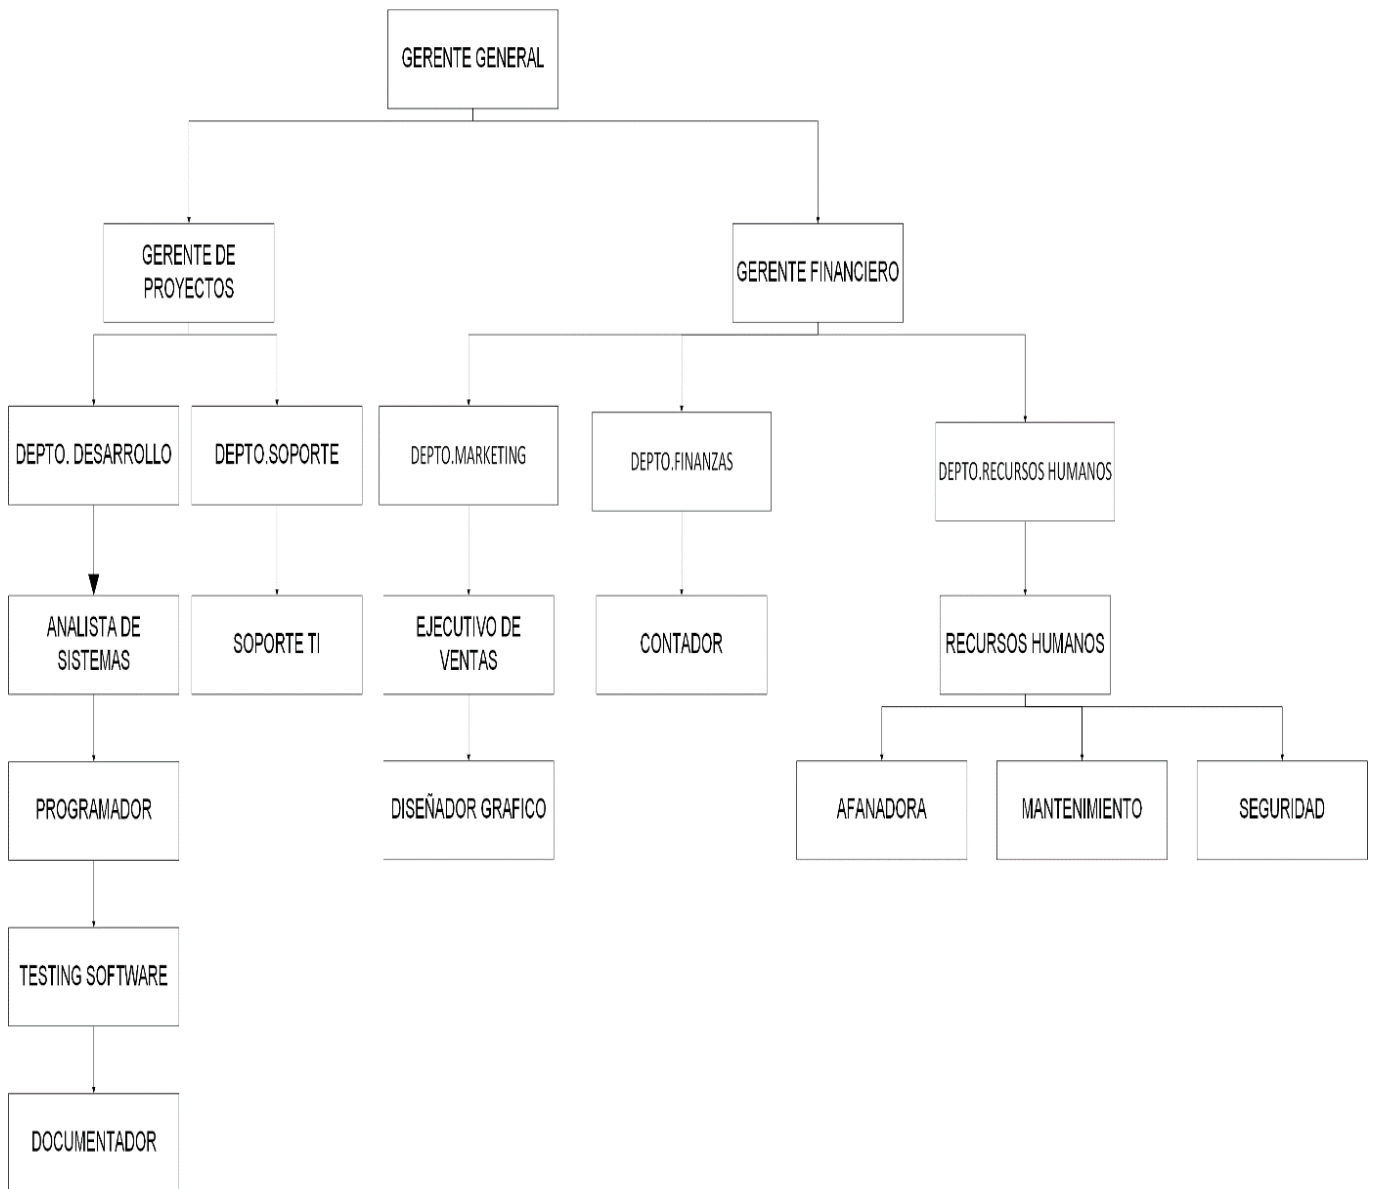 GERENTE GENERAL
GERENTE DE
PROYECTOS
GERENTE FINANCIERO
DEPTO. DESARROLLO
DEPTO.SOPORTE
DEPTO.MARKETING
DEPTO.FINANZAS
DEPTO.RECURSOS HUMANOS
ANALISTA DE
SISTEMAS
SOPORTE TI
EJECUTIVO DE
VENTAS
CONTADOR
RECURSOS HUMANOS
PROGRAMADOR
DISEÑADOR GRAFICO
AFANADORA
MANTENIMIENTO
SEGURIDAD
TESTING SOFTWARE
DOCUMENTADOR